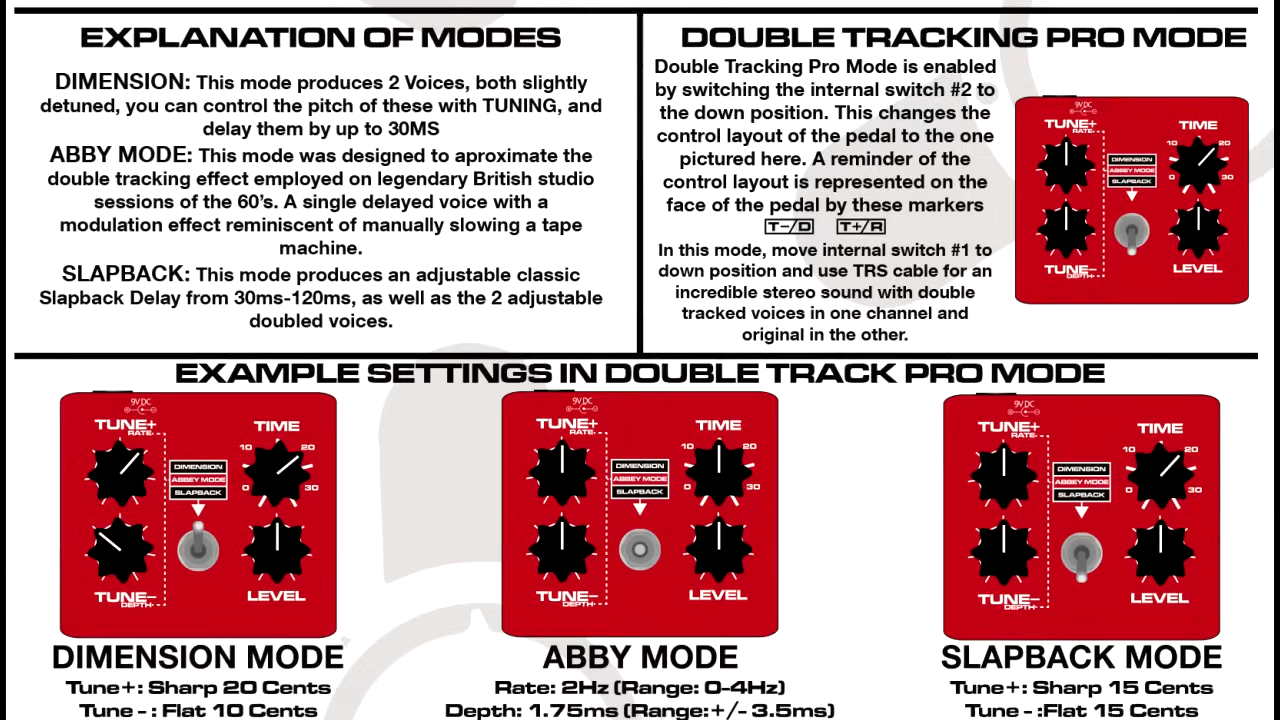 EXPLANATION OF MODES
DIMENSION: This mode produces 2 Voices, both slightly
detuned, you can control the pitch of these with TUNING, and
delay them by up to 30MS
ABBY MODE: This mode was designed to aproximate the
double tracking effect employed on legendary British studio
sessions of the 60's. A single delayed voice with a
modulation effect reminiscent of manually slowing a tape
machine.
SLAPBACK: This mode produces an adjustable classic
Slapback Delay from 30ms-120ms, as well as the 2 adjustable
doubled voices.
DOUBLE TRACKING PRO MODE
Double Tracking Pro Mode is enabled
by switching the internal switch #2 to
the down position. This changes the
control layout of the pedal to the one
pictured here. A reminder of the
control layout is represented on the
face of the pedal by these markers
T-/D T+/R
In this mode, move internal switch #1 to
down position and use TRS cable for an
incredible stereo sound with double
tracked voices in one channel and
original in the other.
9V DC
TUNE+ TIME
RATE
10 20
DIMENSION
ABBEY MODE
SLAPBACK
0 30
TUNE- LEVEL
DEPTH
EXAMPLE SETTINGS IN DOUBLE TRACK PRO MODE
9V DC
TUNE+ TIME
RATE
10 20
DIMENSION
ABBEY MODE
SLAPBACK
0 30
TUNE- LEVEL
DEPTH
DIMENSION MODE
Tune+: Sharp 20 Cents
Tune - : Flat 10 Cents
9V DC
TUNE+ TIME
RATE
10 20
DIMENSION
ABBEY MODE
SLAPBACK
0 30
TUNE- LEVEL
DEPTH
ABBY MODE
Rate: 2Hz (Range: 0-4Hz)
Depth: 1.75ms (Range:+/- 3.5ms)
9V DC
TUNE+ TIME
RATE
10 20
DIMENSION
ABBEY MODE
SLAPBACK
0 30
TUNE- LEVEL
DEPTH
SLAPBACK MODE
Tune+: Sharp 15 Cents
Tune - :Flat 15 Cents